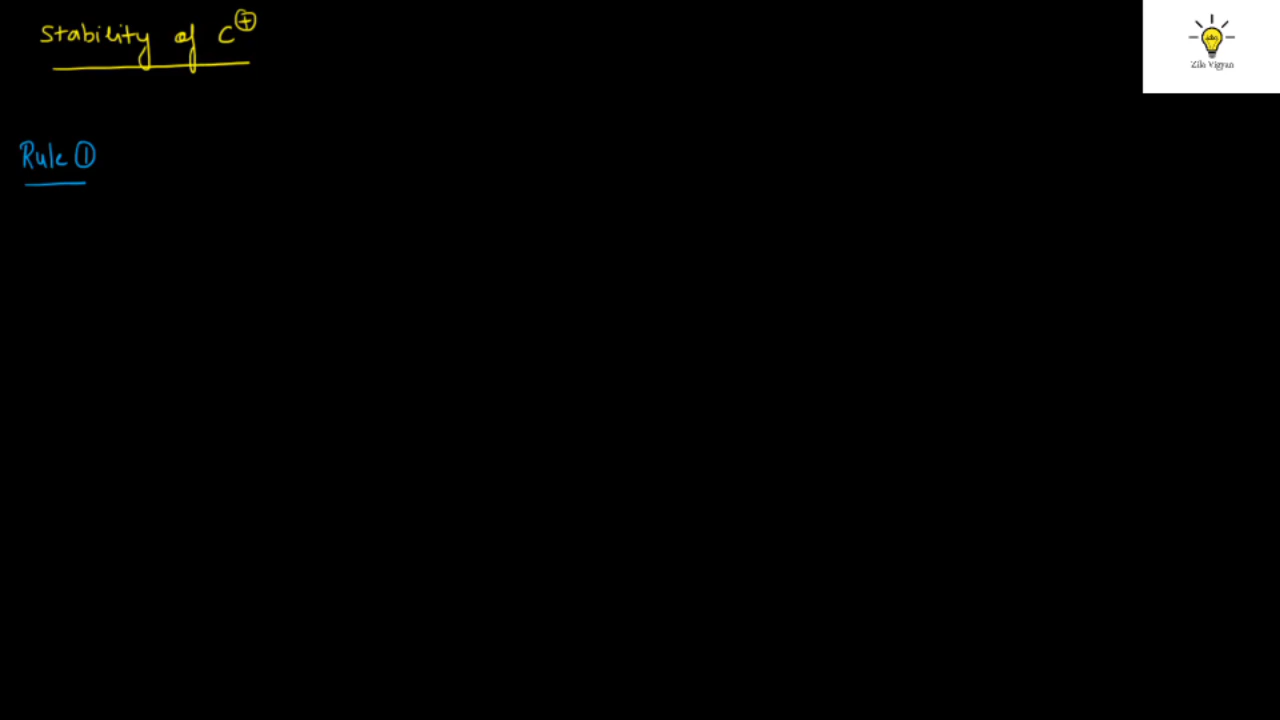 Stability of C⊕
Rule ①
Zila Vigyan